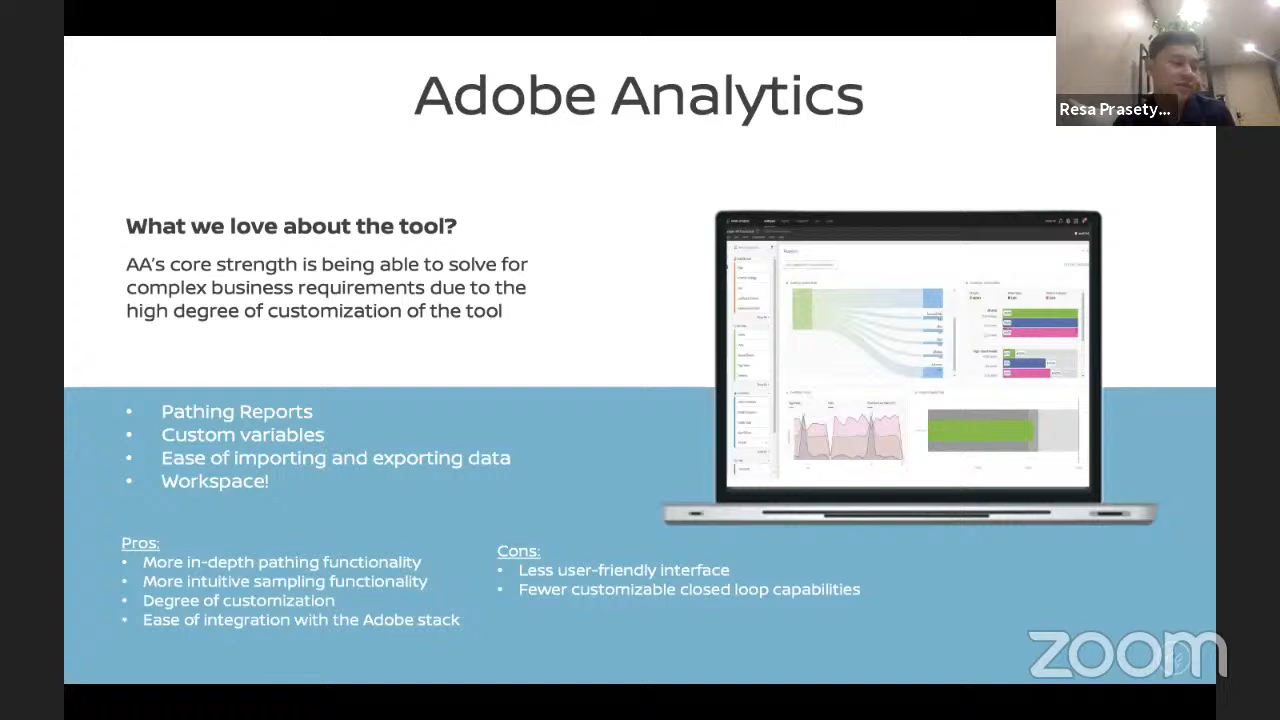 Adobe Analytics
Resa Prasety...
What we love about the tool?
AA's core strength is being able to solve for
complex business requirements due to the
high degree of customization of the tool
• Pathing Reports
• Custom variables
• Ease of importing and exporting data
• Workspace!
Pros:
• More in-depth pathing functionality
• More intuitive sampling functionality
• Degree of customization
• Ease of integration with the Adobe stack
Cons:
• Less user-friendly interface
• Fewer customizable closed loop capabilities
zoom